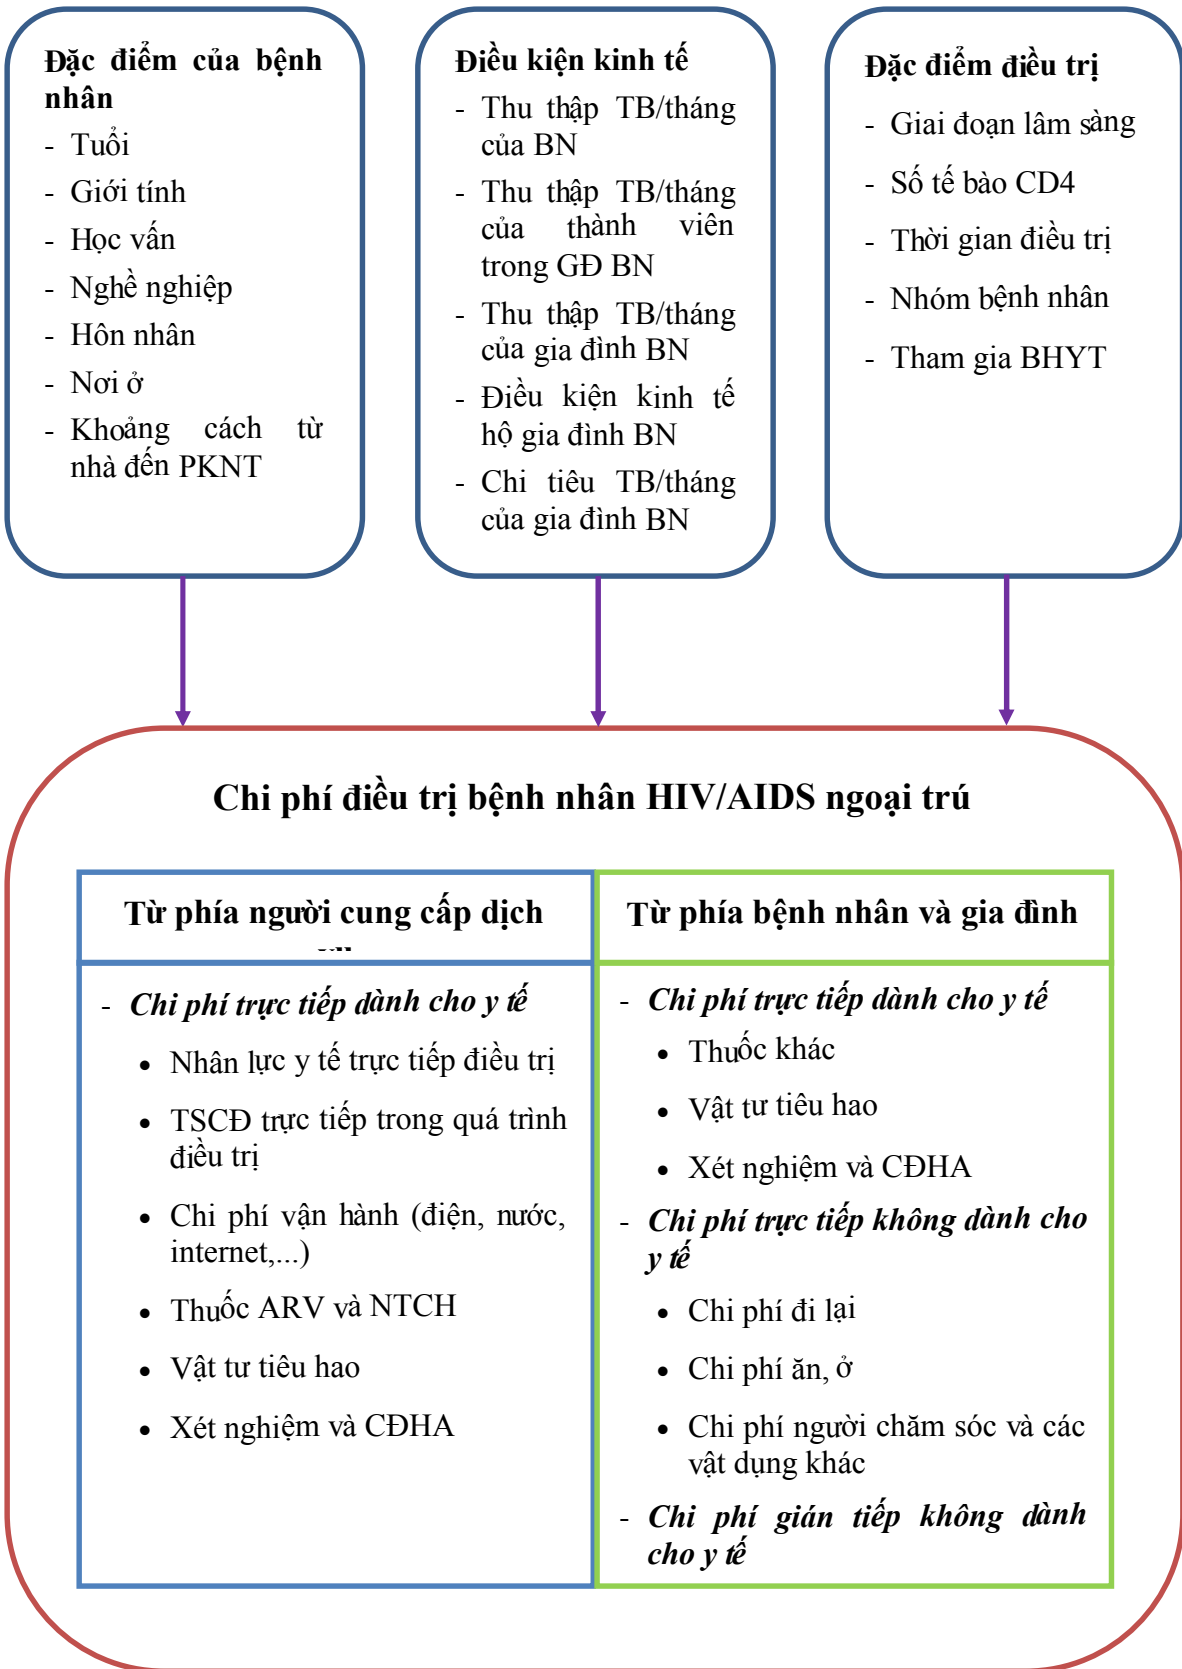 Đặc điểm của bệnh
nhân
- Tuổi
- Giới tính
- Học vấn
- Nghề nghiệp
- Hôn nhân
- Nơi ở
- Khoảng cách từ
nhà đến PKNT
Điều kiện kinh tế
- Thu thập TB/tháng
của BN
- Thu thập TB/tháng
của thành viên
trong GĐ BN
- Thu thập TB/tháng
của gia đình BN
- Điều kiện kinh tế
hộ gia đình BN
- Chi tiêu TB/tháng
của gia đình BN
Đặc điểm điều trị
- Giai đoạn lâm sàng
- Số tế bào CD4
- Thời gian điều trị
- Nhóm bệnh nhân
- Tham gia BHYT
Chi phí điều trị bệnh nhân HIV/AIDS ngoại trú
Từ phía người cung cấp dịch
- Chi phí trực tiếp dành cho y tế
• Nhân lực y tế trực tiếp điều trị
• TSCĐ trực tiếp trong quá trình
điều trị
• Chi phí vận hành (điện, nước,
internet,...)
• Thuốc ARV và NTCH
• Vật tư tiêu hao
• Xét nghiệm và CĐHA
Từ phía bệnh nhân và gia đình
- Chi phí trực tiếp dành cho y tế
• Thuốc khác
• Vật tư tiêu hao
• Xét nghiệm và CĐHA
- Chi phí trực tiếp không dành cho
y tế
• Chi phí đi lại
• Chi phí ăn, ở
• Chi phí người chăm sóc và các
vật dụng khác
- Chi phí gián tiếp không dành
cho y tế